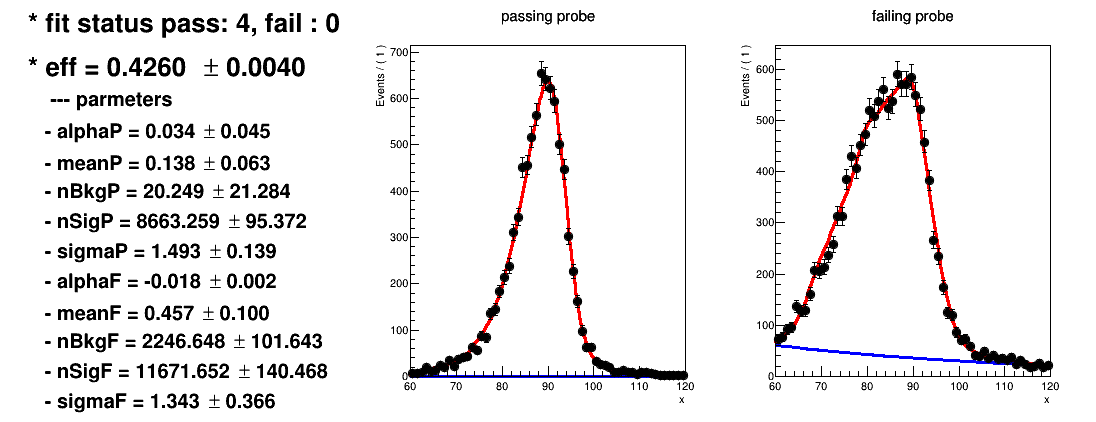 * fit status pass: 4, fail : 0
* eff = 0.4260 ± 0.0040
--- parmeters
- alphaP = 0.034 ± 0.045
- meanP = 0.138 ± 0.063
- nBkgP = 20.249 ± 21.284
- nSigP = 8663.259 ± 95.372
- sigmaP = 1.493 ± 0.139
- alphaF = -0.018 ± 0.002
- meanF = 0.457 ± 0.100
- nBkgF = 2246.648 ± 101.643
- nSigF = 11671.652 ± 140.468
- sigmaF = 1.343 ± 0.366
passing probe
Events / ( 1 )
700
600
500
400
300
200
100
0
60 70 80 90 100 110 120
x
failing probe
Events / ( 1 )
600
500
400
300
200
100
0
60 70 80 90 100 110 120
x